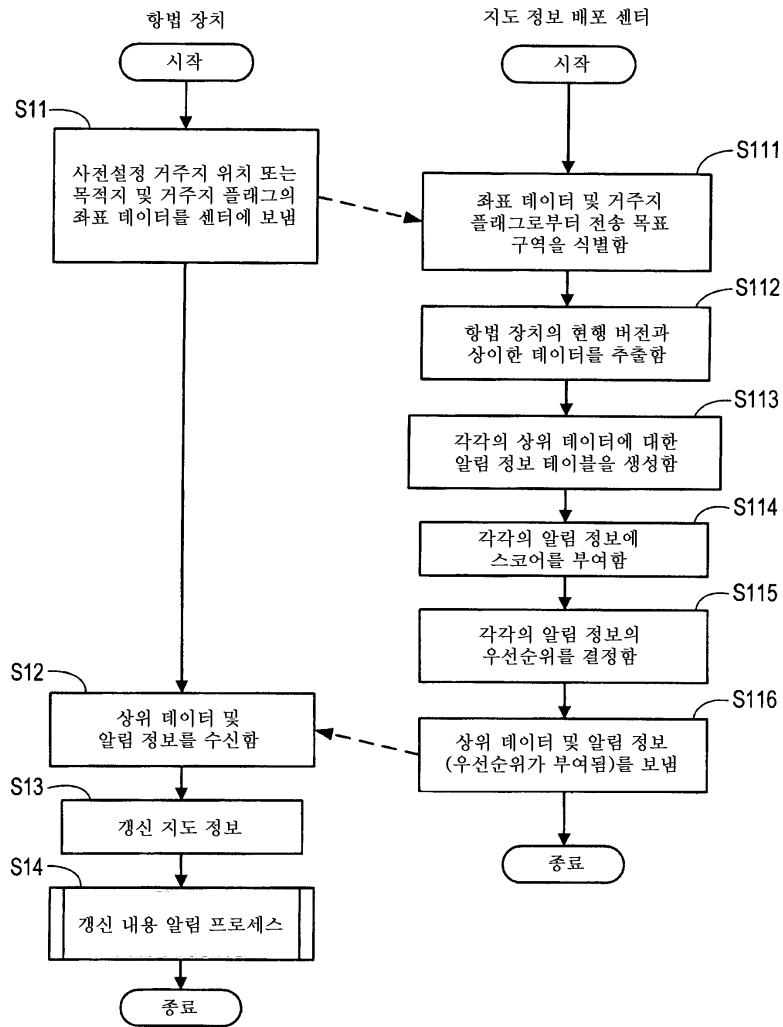 항법 장치
시작
S11
사전설정 거주지 위치 또는
목적지 및 거주지 플래그의
좌표 데이터를 센터에 보냄
S12
상위 데이터 및
알림 정보를 수신함
S13
갱신 지도 정보
S14
갱신 내용 알림 프로세스
종료
지도 정보 배포 센터
시작
S111
좌표 데이터 및 거주지
플래그로부터 전송 목표
구역을 식별함
S112
항법 장치의 현행 버전과
상이한 데이터를 추출함
S113
각각의 상위 데이터에 대한
알림 정보 테이블을 생성함
S114
각각의 알림 정보에
스코어를 부여함
S115
각각의 알림 정보의
우선순위를 결정함
S116
상위 데이터 및 알림 정보
(우선순위가 부여됨)를 보냄
종료